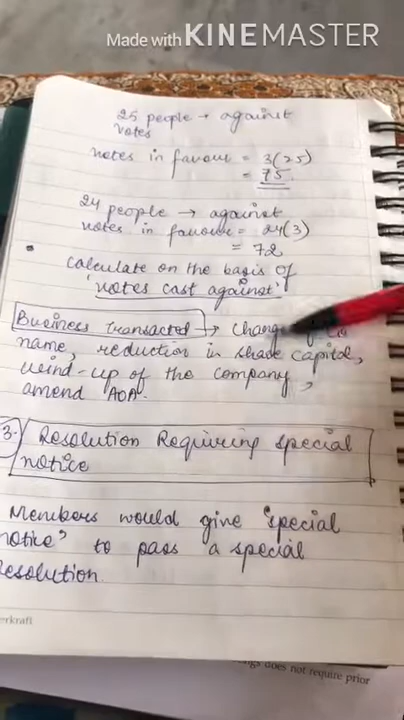 Made with KINEMASTER
25 people → against
votes
votes in favour = 3(25)
= 75.
24 people → against
votes in favour = 24(3)
= 72
calculate on the basis of
'votes cast against'
Business transacted → Change
name, reduction in share capital,
wind-up of the company,
amend 'AOA'.
3. Resolution Requiring special
notice
Members would give 'special
notice' to pass a special
resolution
erkraft
does not require prior